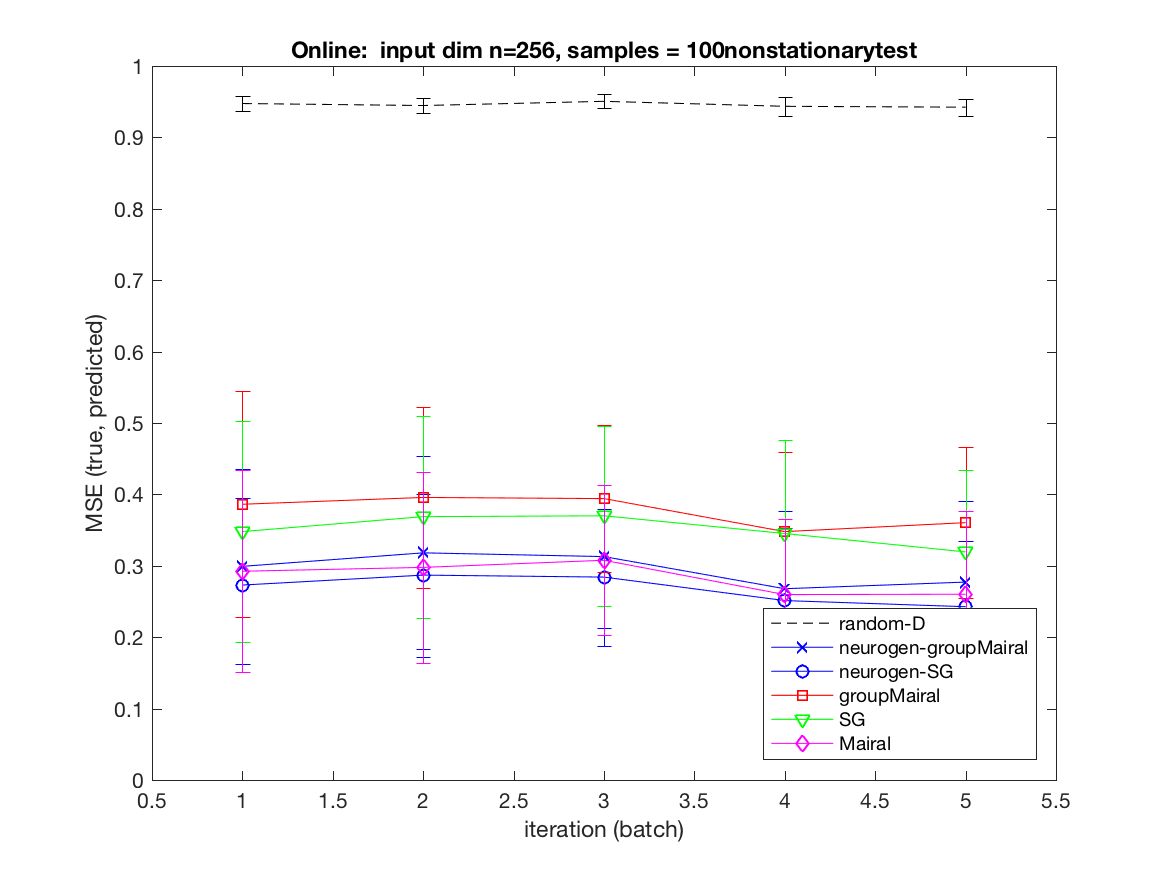 Online:  input dim n=256, samples = 100nonstationarytest
1
0.9
0.8
0.7
0.6
0.5
0.4
0.3
0.2
0.1
0
MSE (true, predicted)
random-D
neurogen-groupMairal
neurogen-SG
groupMairal
SG
Mairal
0.5 1 1.5 2 2.5 3 3.5 4 4.5 5 5.5
iteration (batch)